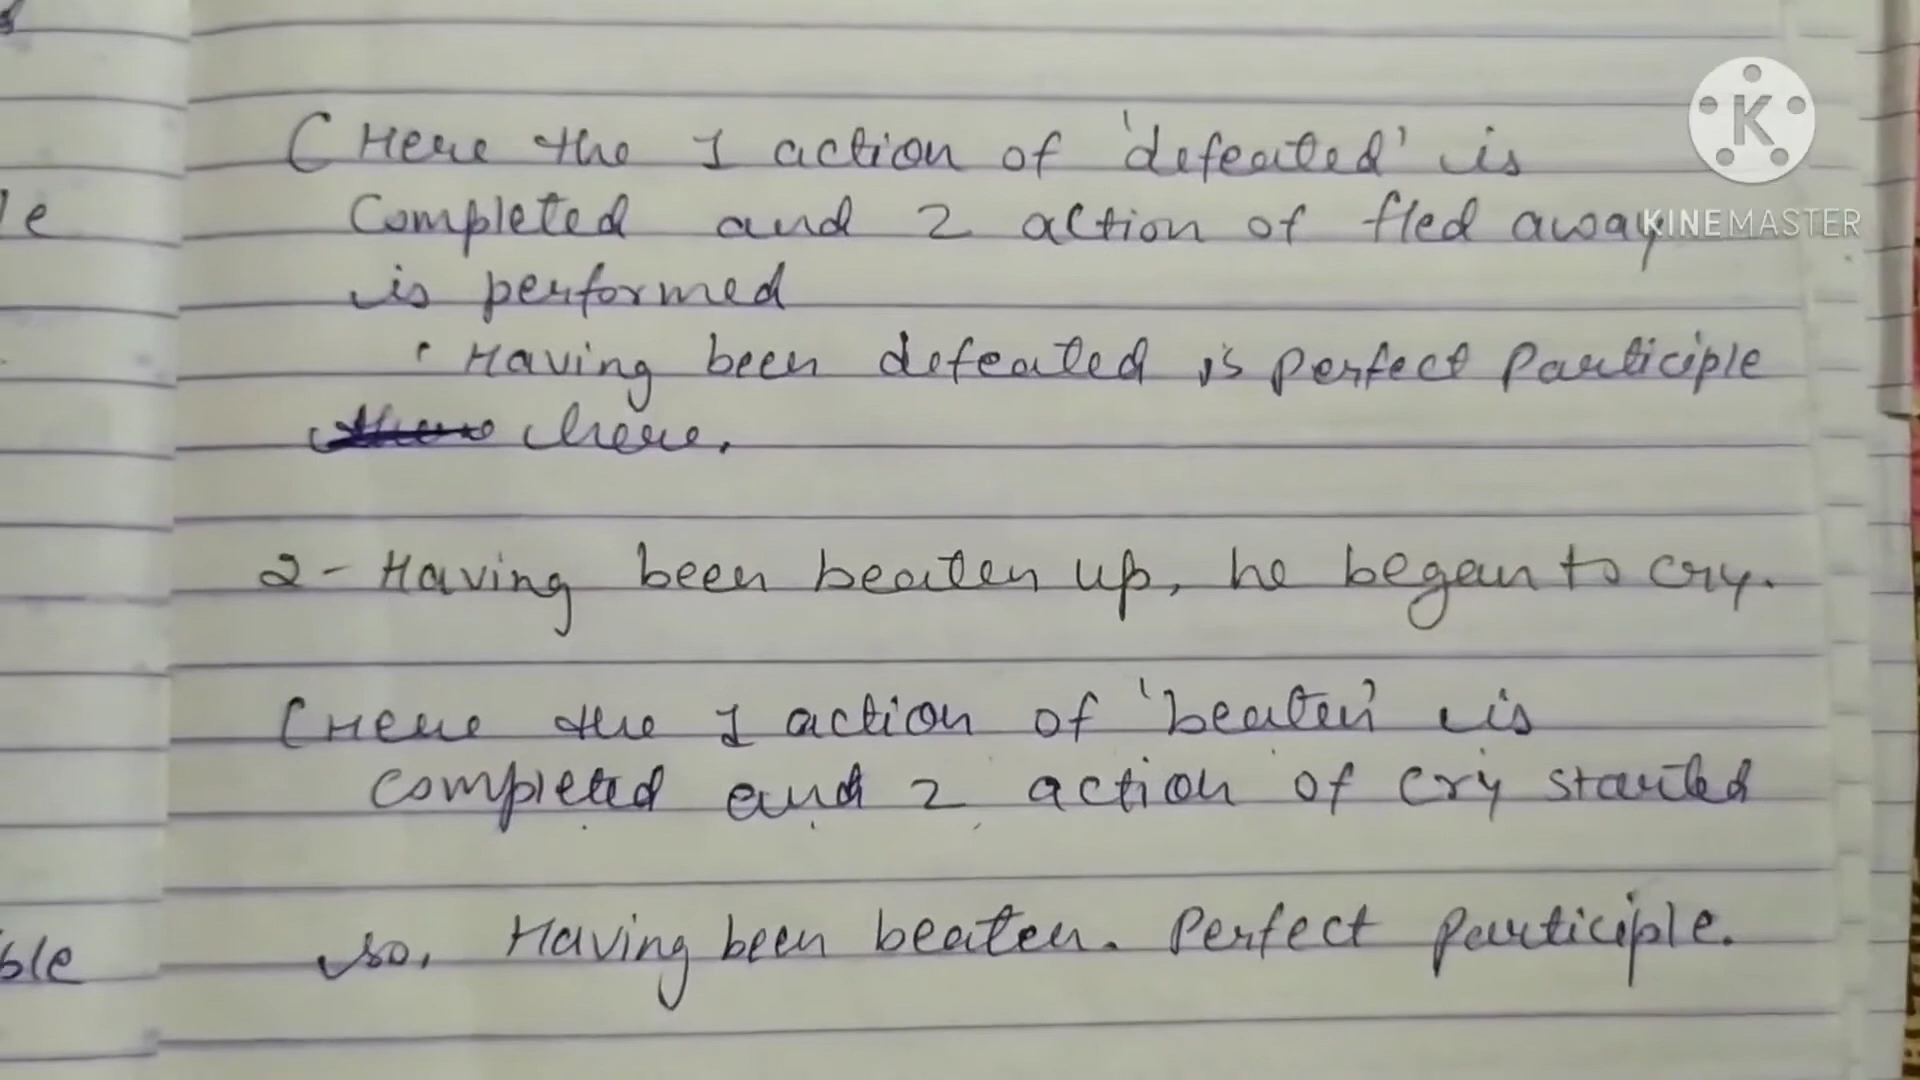 (Here the 1 action of 'defeated' is
le
Completed and 2 action of fled away
KINEMASTER
is performed
' Having been defeated is perfect Participle
here.
2 - Having been beaten up, he began to cry.
(Here the 1 action of 'beaten' is
completed and 2 action of cry started
ble
so, Having been beaten. Perfect participle.